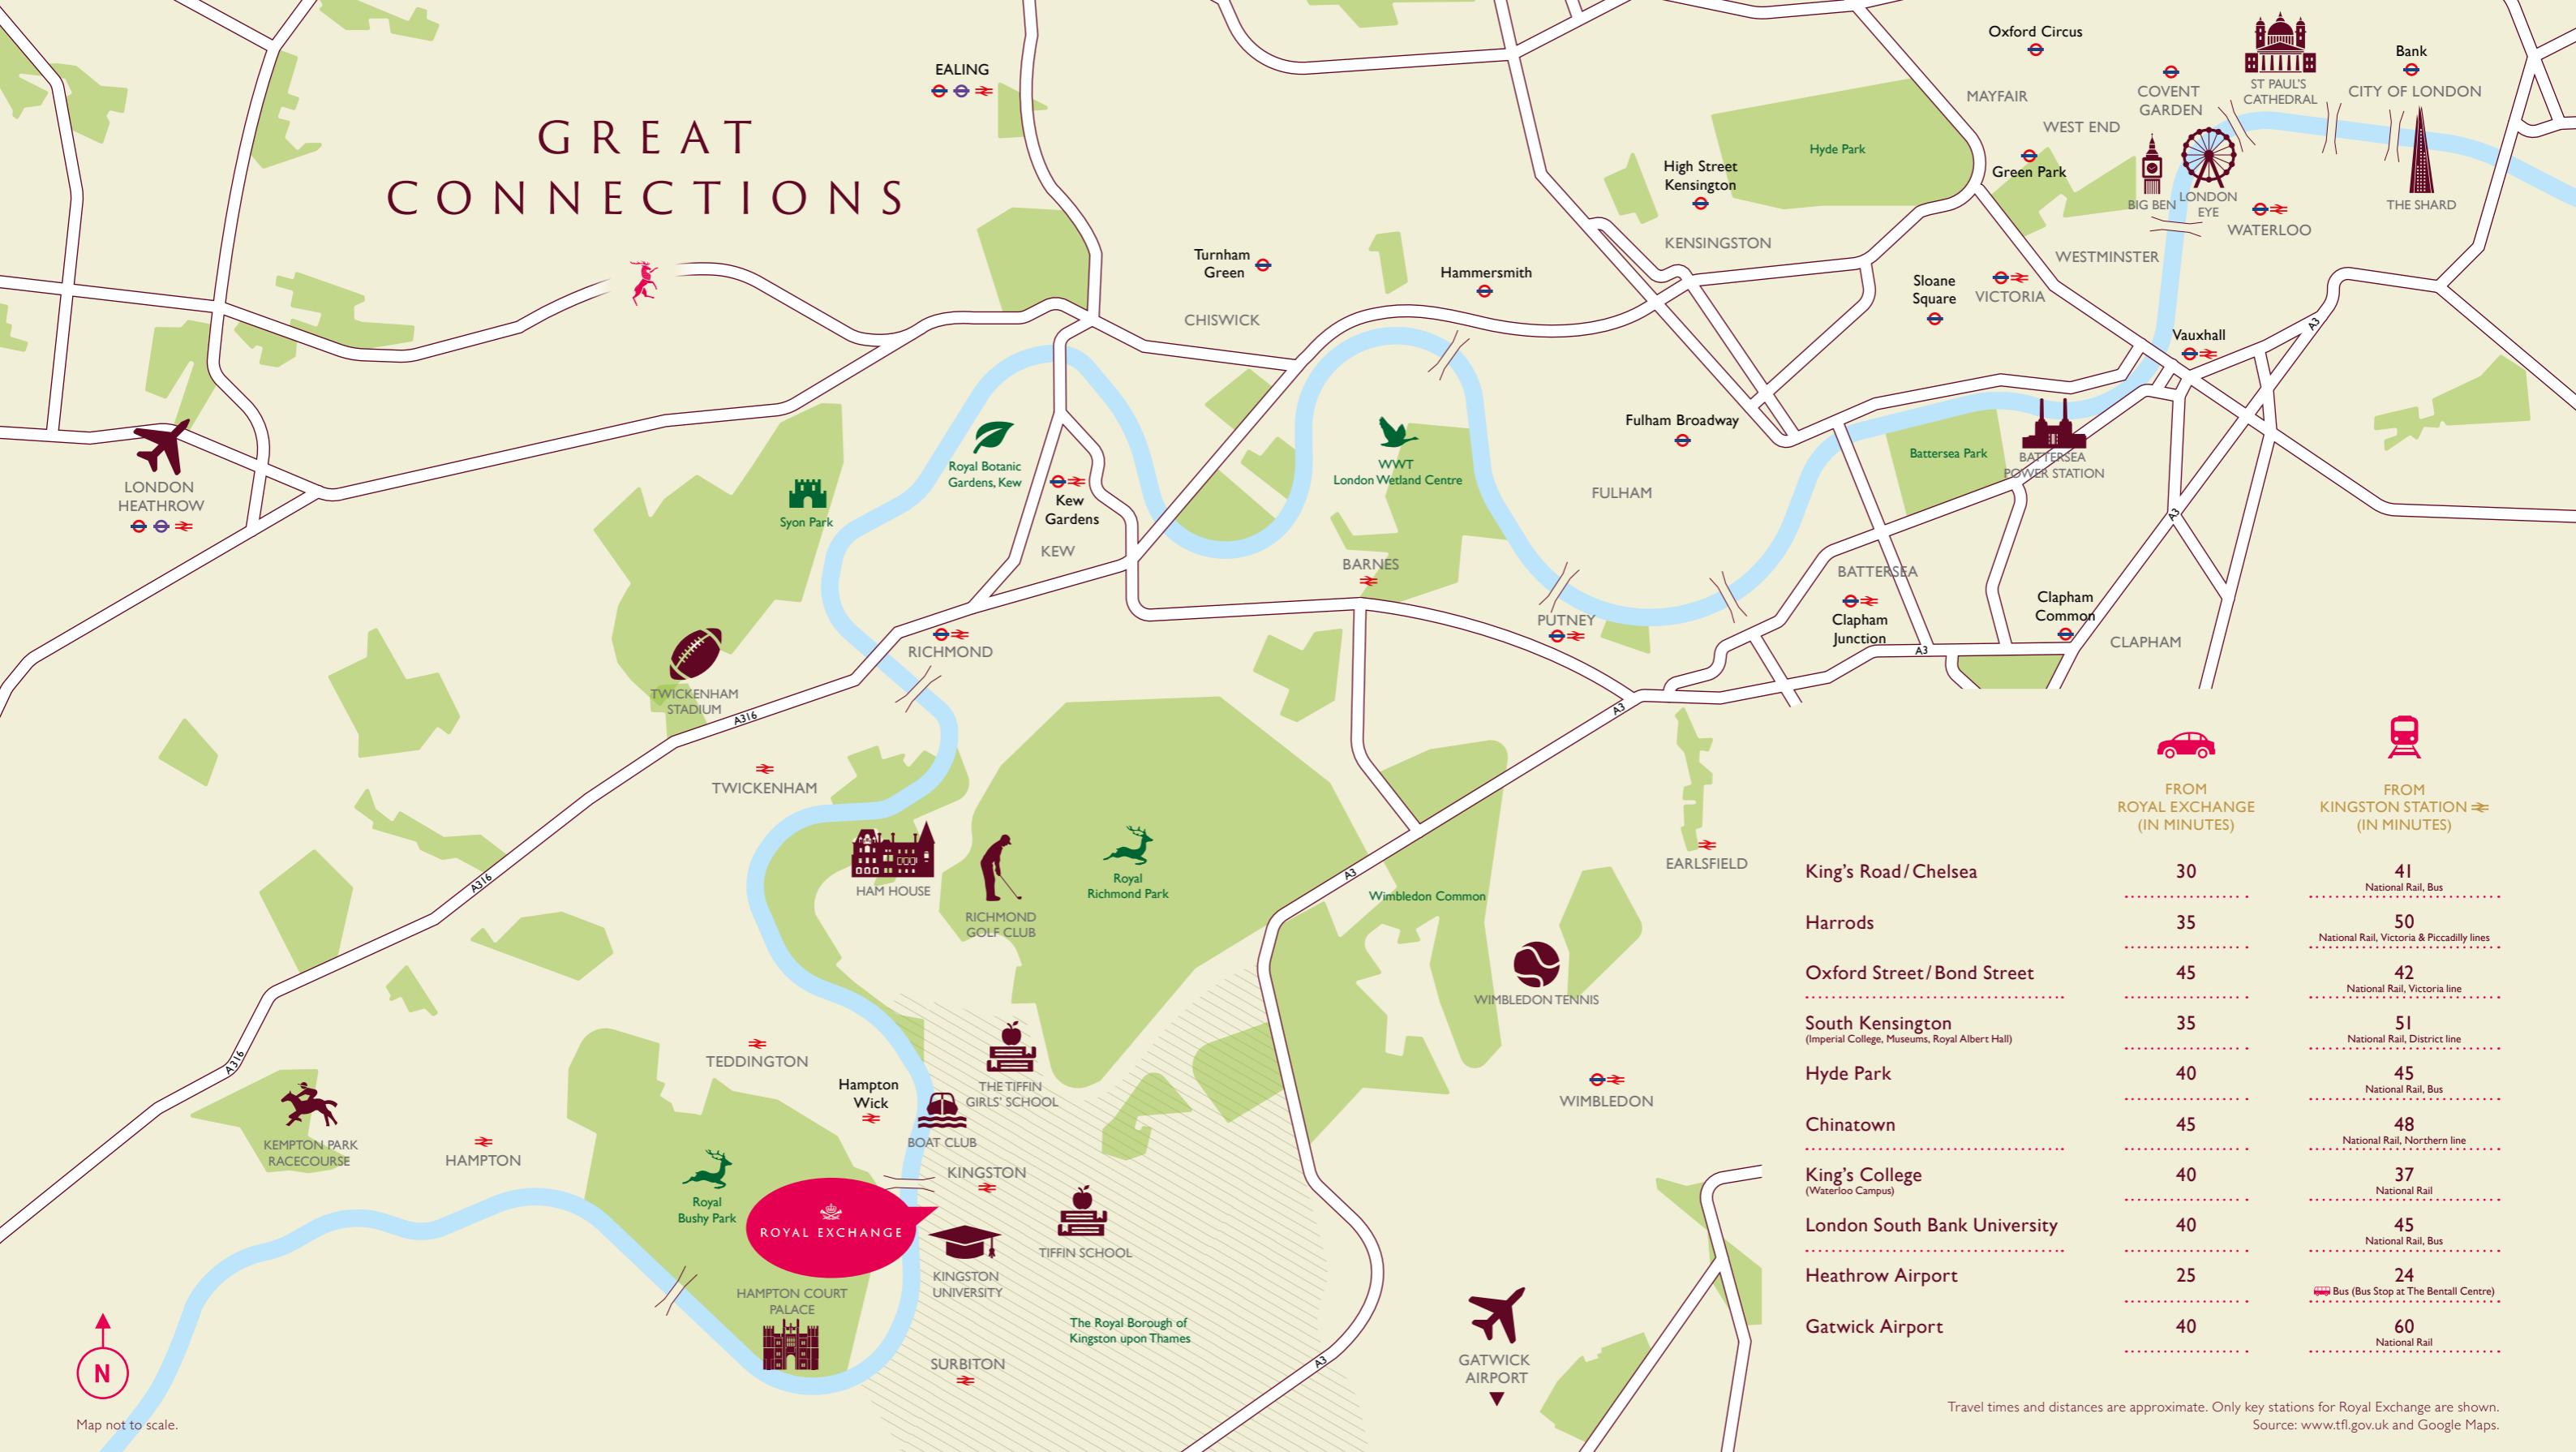 GREAT
CONNECTIONS
EALING
Oxford Circus
Bank
ST PAUL'S
CATHEDRAL
COVENT
GARDEN
CITY OF LONDON
MAYFAIR
WEST END
Hyde Park
High Street
Kensington
Green Park
BIG BEN
LONDON
EYE
THE SHARD
WATERLOO
KENSINGTON
WESTMINSTER
Turnham
Green
Hammersmith
Sloane
Square
VICTORIA
CHISWICK
Vauxhall
A3
Fulham Broadway
Battersea Park
BATTERSEA
POWER STATION
WWT
London Wetland Centre
Royal Botanic
Gardens, Kew
Kew
Gardens
KEW
Syon Park
LONDON
HEATHROW
FULHAM
A3
BARNES
BATTERSEA
Clapham
Junction
Clapham
Common
CLAPHAM
PUTNEY
A3
RICHMOND
TWICKENHAM
STADIUM
A316
A3
TWICKENHAM
HAM HOUSE
RICHMOND
GOLF CLUB
Royal
Richmond Park
A3
Wimbledon Common
EARLSFIELD
A316
WIMBLEDON TENNIS
A316
TEDDINGTON
Hampton
Wick
THE TIFFIN
GIRLS' SCHOOL
BOAT CLUB
WIMBLEDON
KEMPTON PARK
RACECOURSE
HAMPTON
KINGSTON
Royal
Bushy Park
ROYAL EXCHANGE
TIFFIN SCHOOL
KINGSTON
UNIVERSITY
HAMPTON COURT
PALACE
The Royal Borough of
Kingston upon Thames
SURBITON
A3
GATWICK
AIRPORT
N
Map not to scale.
FROM
ROYAL EXCHANGE
(IN MINUTES)
FROM
KINGSTON STATION
(IN MINUTES)
King's Road/Chelsea 30 41
National Rail, Bus
Harrods 35 50
National Rail, Victoria & Piccadilly lines
Oxford Street/Bond Street 45 42
National Rail, Victoria line
South Kensington 35 51
(Imperial College, Museums, Royal Albert Hall) National Rail, District line
Hyde Park 40 45
National Rail, Bus
Chinatown 45 48
National Rail, Northern line
King's College 40 37
(Waterloo Campus) National Rail
London South Bank University 40 45
National Rail, Bus
Heathrow Airport 25 24
Bus (Bus Stop at The Bentall Centre)
Gatwick Airport 40 60
National Rail
Travel times and distances are approximate. Only key stations for Royal Exchange are shown.
Source: www.tfl.gov.uk and Google Maps.